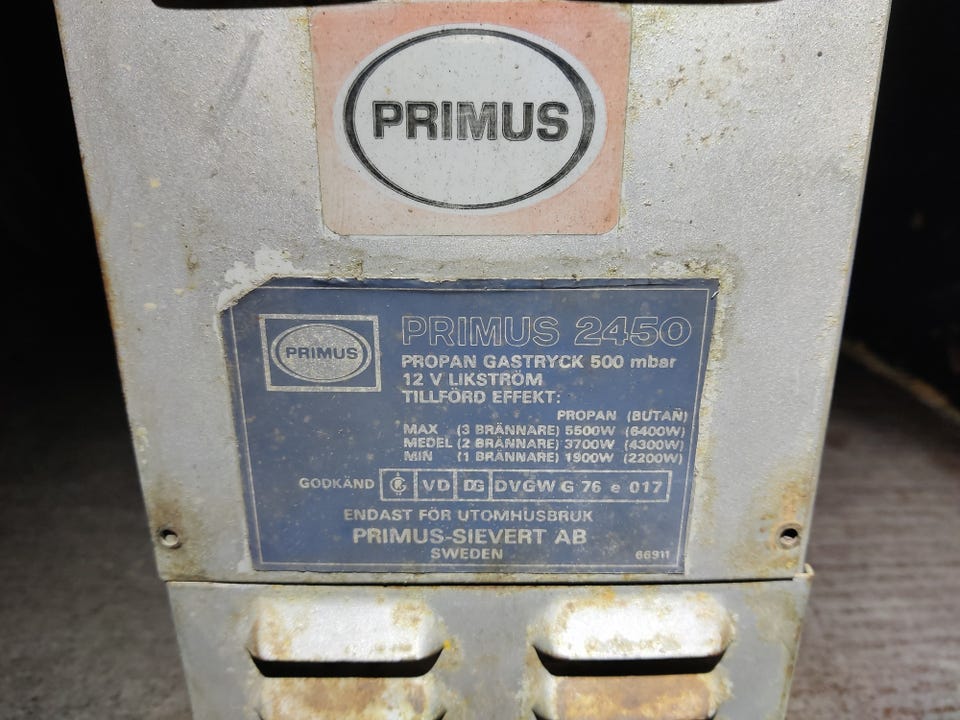 PRIMUS
PRIMUS
PRIMUS 2450
PROPAN GASTRYCK 500 mbar
12 V LIKSTRÖM
TILLFÖRD EFFEKT:
PROPAN (BUTAN)
MAX (3 BRÄNNARE) 5500W (6400W)
MEDEL (2 BRÄNNARE) 3700W (4300W)
MIN (1 BRÄNNARE) 1900W (2200W)
GODKÄND VD DG DVGW G 76 e 017
ENDAST FÖR UTOMHUSBRUK
PRIMUS-SIEVERT AB
SWEDEN
66911